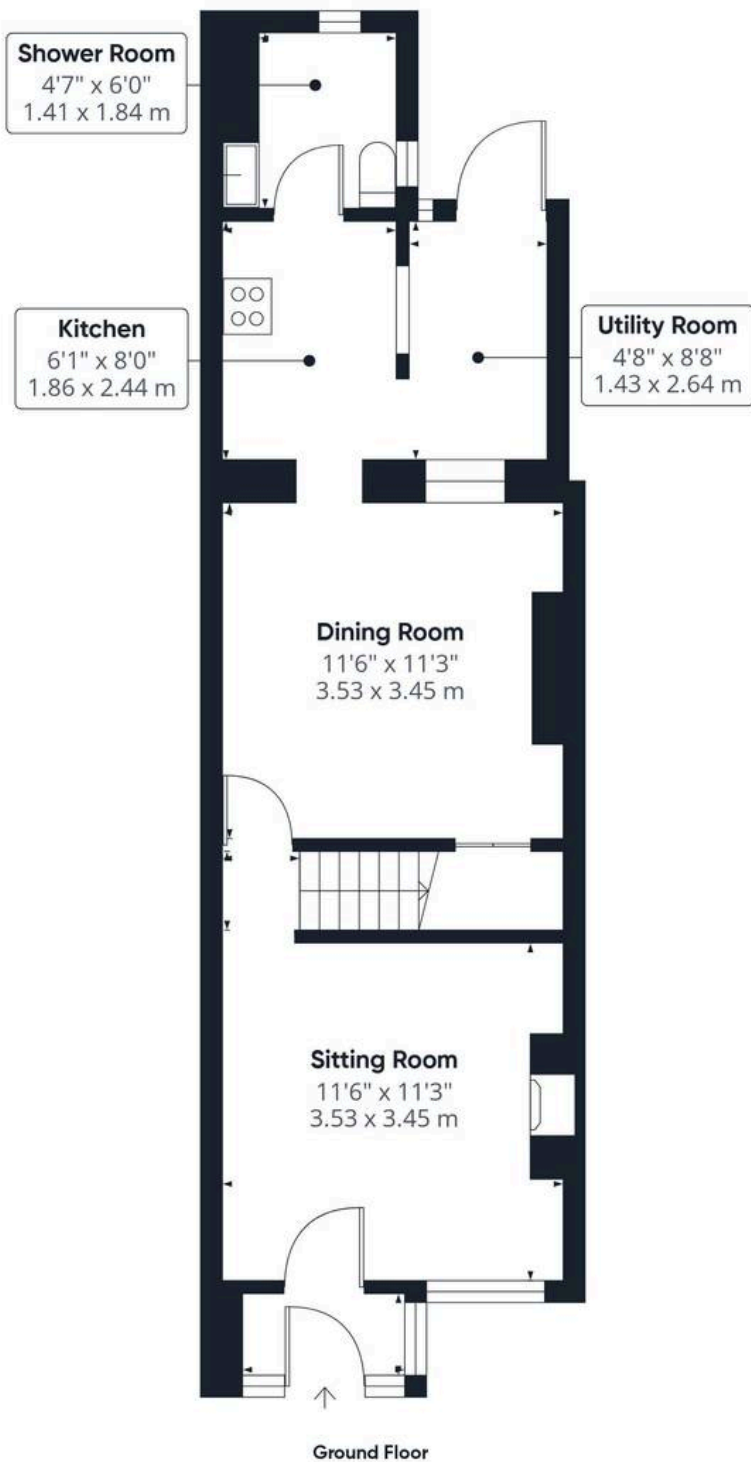 Shower Room
4'7" x 6'0"
1.41 x 1.84 m
Kitchen
6'1" x 8'0"
1.86 x 2.44 m
Utility Room
4'8" x 8'8"
1.43 x 2.64 m
Dining Room
11'6" x 11'3"
3.53 x 3.45 m
Sitting Room
11'6" x 11'3"
3.53 x 3.45 m
Ground Floor